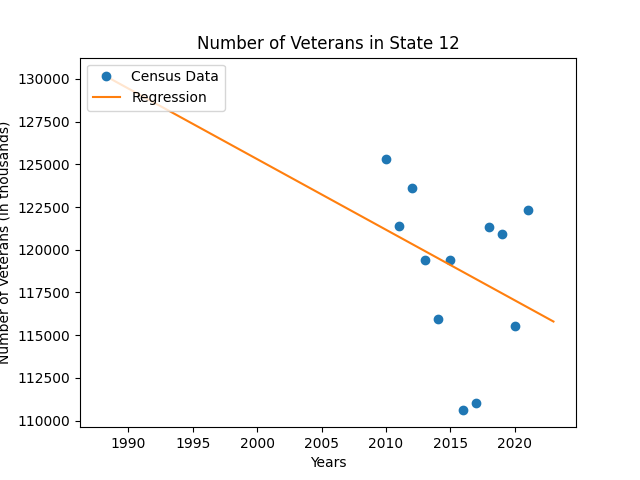 Number of Veterans in State 12
Census Data
Regression
130000
127500
125000
122500
120000
117500
115000
112500
110000
Number of Veterans (in thousands)
1990 1995 2000 2005 2010 2015 2020
Years